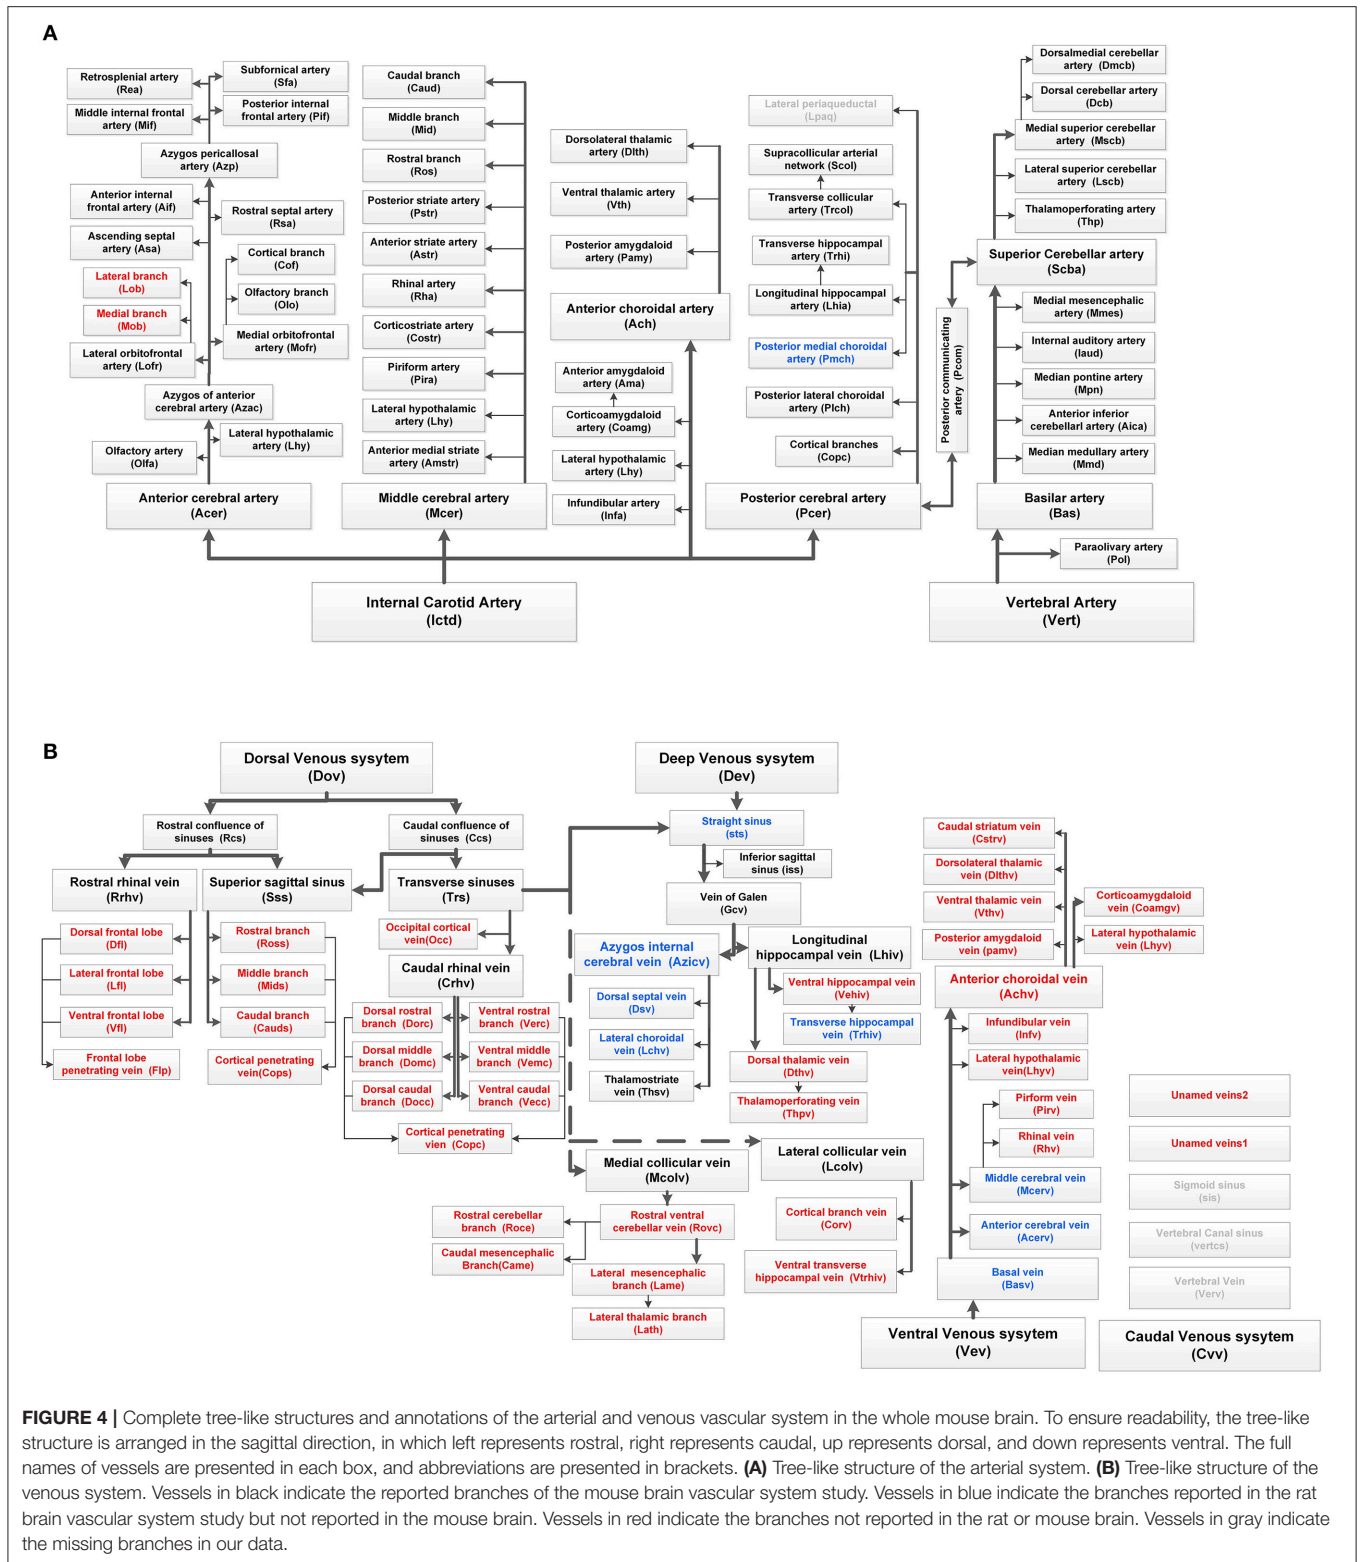 A
Retrosplenial artery
(Rea)
Subfornical artery
(Sfa)
Middle internal frontal
artery (Mif)
Posterior internal
frontal artery (Pif)
Azygos pericallosal
artery (Azp)
Anterior internal
frontal artery (Aif)
Rostral septal artery
(Rsa)
Ascending septal
artery (Asa)
Cortical branch
(Cof)
Lateral branch
(Lob)
Olfactory branch
(Olo)
Medial branch
(Mob)
Medial orbitofrontal
artery (Mofr)
Lateral orbitofrontal
artery (Lofr)
Azygos of anterior
cerebral artery (Azac)
Lateral hypothalamic
artery (Lhy)
Olfactory artery
(Olfa)
Anterior cerebral artery
(Acer)
Caudal branch
(Caud)
Middle branch
(Mid)
Rostral branch
(Ros)
Posterior striate artery
(Pstr)
Anterior striate artery
(Astr)
Rhinal artery
(Rha)
Corticostriate artery
(Costr)
Piriform artery
(Pira)
Lateral hypothalamic
artery (Lhy)
Anterior medial striate
artery (Amstr)
Middle cerebral artery
(Mcer)
Dorsolateral thalamic
artery (Dlth)
Ventral thalamic artery
(Vth)
Posterior amygdaloid
artery (Pamy)
Anterior choroidal artery
(Ach)
Anterior amygdaloid
artery (Ama)
Corticoamygdaloid
artery (Coamg)
Lateral hypothalamic
artery (Lhy)
Infundibular artery
(Infa)
Lateral periaqueductal
(Lpaq)
Supracollicular arterial
network (Scol)
Transverse collicular
artery (Trcol)
Transverse hippocampal
artery (Trhi)
Longitudinal hippocampal
artery (Lhia)
Posterior medial choroidal
artery (Pmch)
Posterior lateral choroidal
artery (Plch)
Cortical branches
(Copc)
Posterior cerebral artery
(Pcer)
Posterior communicating
artery (Pcom)
Dorsalmedial cerebellar
artery (Dmcb)
Dorsal cerebellar artery
(Dcb)
Medial superior cerebellar
artery (Mscb)
Lateral superior cerebellar
artery (Lscb)
Thalamoperforating artery
(Thp)
Superior Cerebellar artery
(Scba)
Medial mesencephalic
artery (Mmes)
Internal auditory artery
(Iaud)
Median pontine artery
(Mpn)
Anterior inferior
cerebellarl artery (Aica)
Median medullary artery
(Mmd)
Basilar artery
(Bas)
Paraolivary artery
(Pol)
Internal Carotid Artery
(Ictd)
Vertebral Artery
(Vert)
B
Dorsal Venous sysytem
(Dov)
Rostral confluence of
sinuses (Rcs)
Caudal confluence of
sinuses (Ccs)
Rostral rhinal vein
(Rrhv)
Superior sagittal sinus
(Sss)
Transverse sinuses
(Trs)
Dorsal frontal lobe
(Dfl)
Lateral frontal lobe
(Lfl)
Ventral frontal lobe
(Vfl)
Frontal lobe
penetrating vein (Flp)
Rostral branch
(Ross)
Middle branch
(Mids)
Caudal branch
(Cauds)
Cortical penetrating
vein(Cops)
Occipital cortical
vein(Occ)
Caudal rhinal vein
(Crhv)
Dorsal rostral
branch (Dorc)
Ventral rostral
branch (Verc)
Dorsal middle
branch (Domc)
Ventral middle
branch (Vemc)
Dorsal caudal
branch (Docc)
Ventral caudal
branch (Vecc)
Cortical penetrating
vien (Copc)
Deep Venous sysytem
(Dev)
Straight sinus
(sts)
Inferior sagittal
sinus (iss)
Vein of Galen
(Gcv)
Azygos internal
cerebral vein (Azicv)
Longitudinal
hippocampal vein (Lhiv)
Dorsal septal vein
(Dsv)
Lateral choroidal
vein (Lchv)
Thalamostriate
vein (Thsv)
Ventral hippocampal vein
(Vehiv)
Transverse hippocampal
vein (Trhiv)
Dorsal thalamic vein
(Dthv)
Thalamoperforating vein
(Thpv)
Medial collicular vein
(Mcolv)
Lateral collicular vein
(Lcolv)
Rostral cerebellar
branch (Roce)
Rostral ventral
cerebellar vein (Rovc)
Caudal mesencephalic
Branch(Came)
Lateral mesencephalic
branch (Lame)
Lateral thalamic branch
(Lath)
Cortical branch vein
(Corv)
Ventral transverse
hippocampal vein (Vtrhiv)
Caudal striatum vein
(Cstrv)
Dorsolateral thalamic
vein (Dlthv)
Ventral thalamic vein
(Vthv)
Posterior amygdaloid
vein (pamv)
Corticoamygdaloid
vein (Coamgv)
Lateral hypothalamic
vein (Lhyv)
Anterior choroidal vein
(Achv)
Infundibular vein
(Infv)
Lateral hypothalamic
vein(Lhyv)
Pirform vein
(Pirv)
Rhinal vein
(Rhv)
Middle cerebral vein
(Mcerv)
Anterior cerebral vein
(Acerv)
Basal vein
(Basv)
Ventral Venous sysytem
(Vev)
Unamed veins2
Unamed veins1
Sigmoid sinus
(sis)
Vertebral Canal sinus
(vertcs)
Vertebral Vein
(Verv)
Caudal Venous sysytem
(Cvv)
FIGURE 4 | Complete tree-like structures and annotations of the arterial and venous vascular system in the whole mouse brain. To ensure readability, the tree-like
structure is arranged in the sagittal direction, in which left represents rostral, right represents caudal, up represents dorsal, and down represents ventral. The full
names of vessels are presented in each box, and abbreviations are presented in brackets. (A) Tree-like structure of the arterial system. (B) Tree-like structure of the
venous system. Vessels in black indicate the reported branches of the mouse brain vascular system study. Vessels in blue indicate the branches reported in the rat
brain vascular system study but not reported in the mouse brain. Vessels in red indicate the branches not reported in the rat or mouse brain. Vessels in gray indicate
the missing branches in our data.